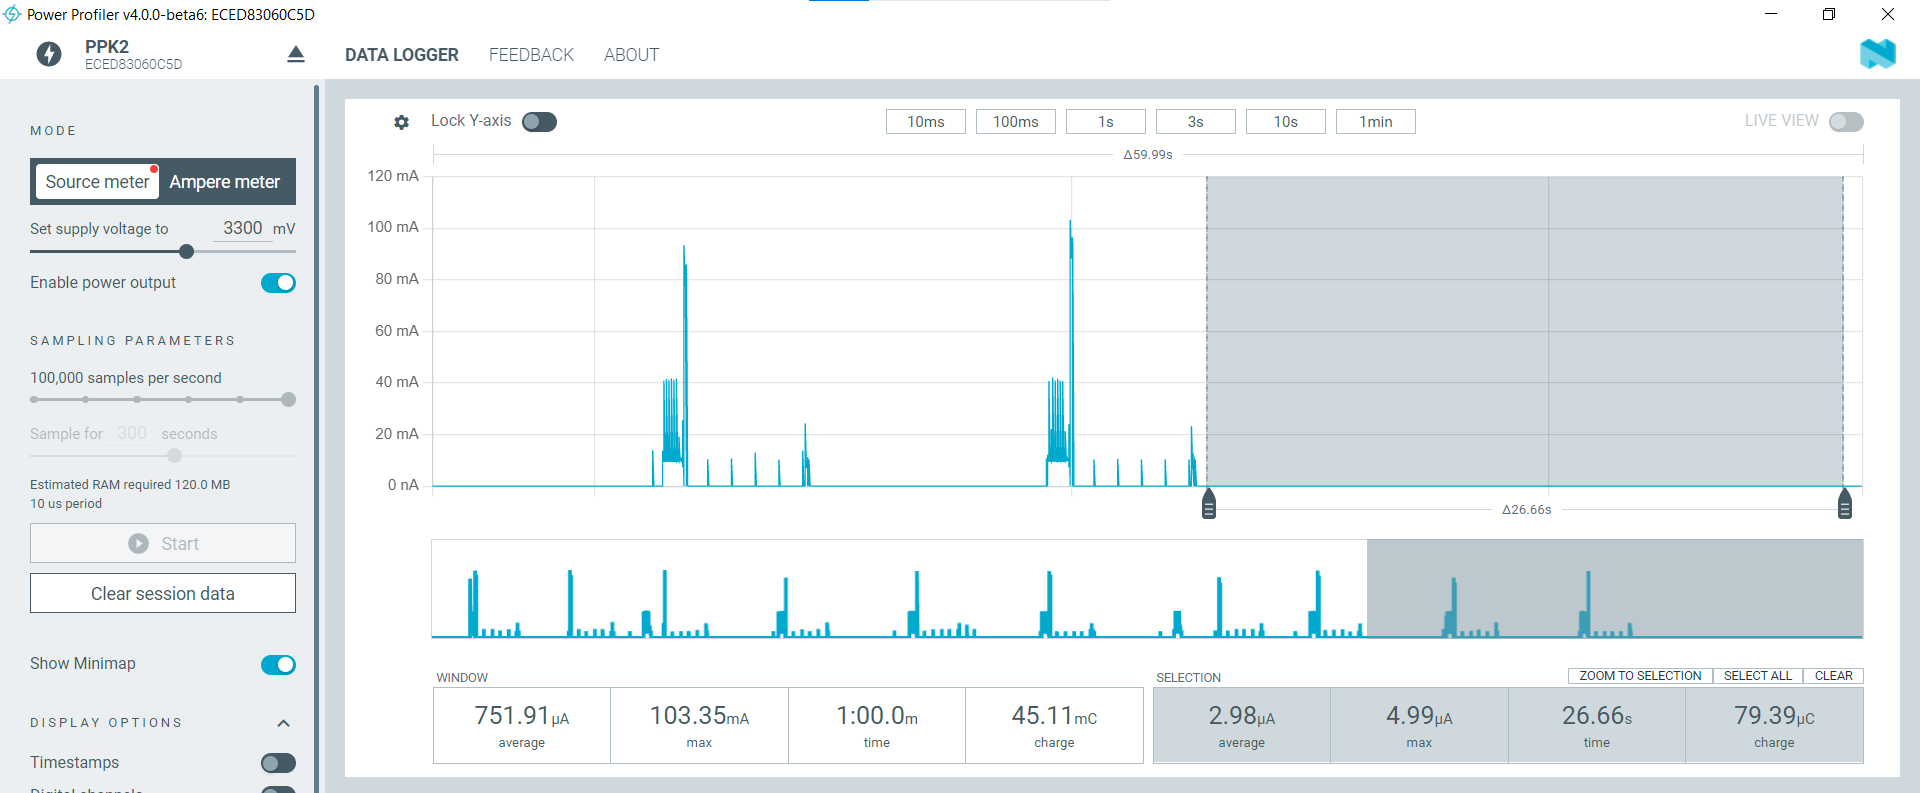 Power Profiler v4.0.0-beta6: ECED83060C5D
PPK2
ECED83060C5D
DATA LOGGER
FEEDBACK
ABOUT
MODE
Source meter
Ampere meter
Set supply voltage to 3300 mV
Enable power output
SAMPLING PARAMETERS
100,000 samples per second
Sample for 300 seconds
Estimated RAM required 120.0 MB
10 us period
Start
Clear session data
Show Minimap
DISPLAY OPTIONS
Timestamps
Digital channels
Lock Y-axis
10ms
100ms
1s
3s
10s
1min
LIVE VIEW
Δ59.99s
120 mA
100 mA
80 mA
60 mA
40 mA
20 mA
0 nA
Δ26.66s
WINDOW
751.91μA
average
103.35mA
max
1:00.0m
time
45.11mC
charge
SELECTION
ZOOM TO SELECTION
SELECT ALL
CLEAR
2.98μA
average
4.99μA
max
26.66s
time
79.39μC
charge